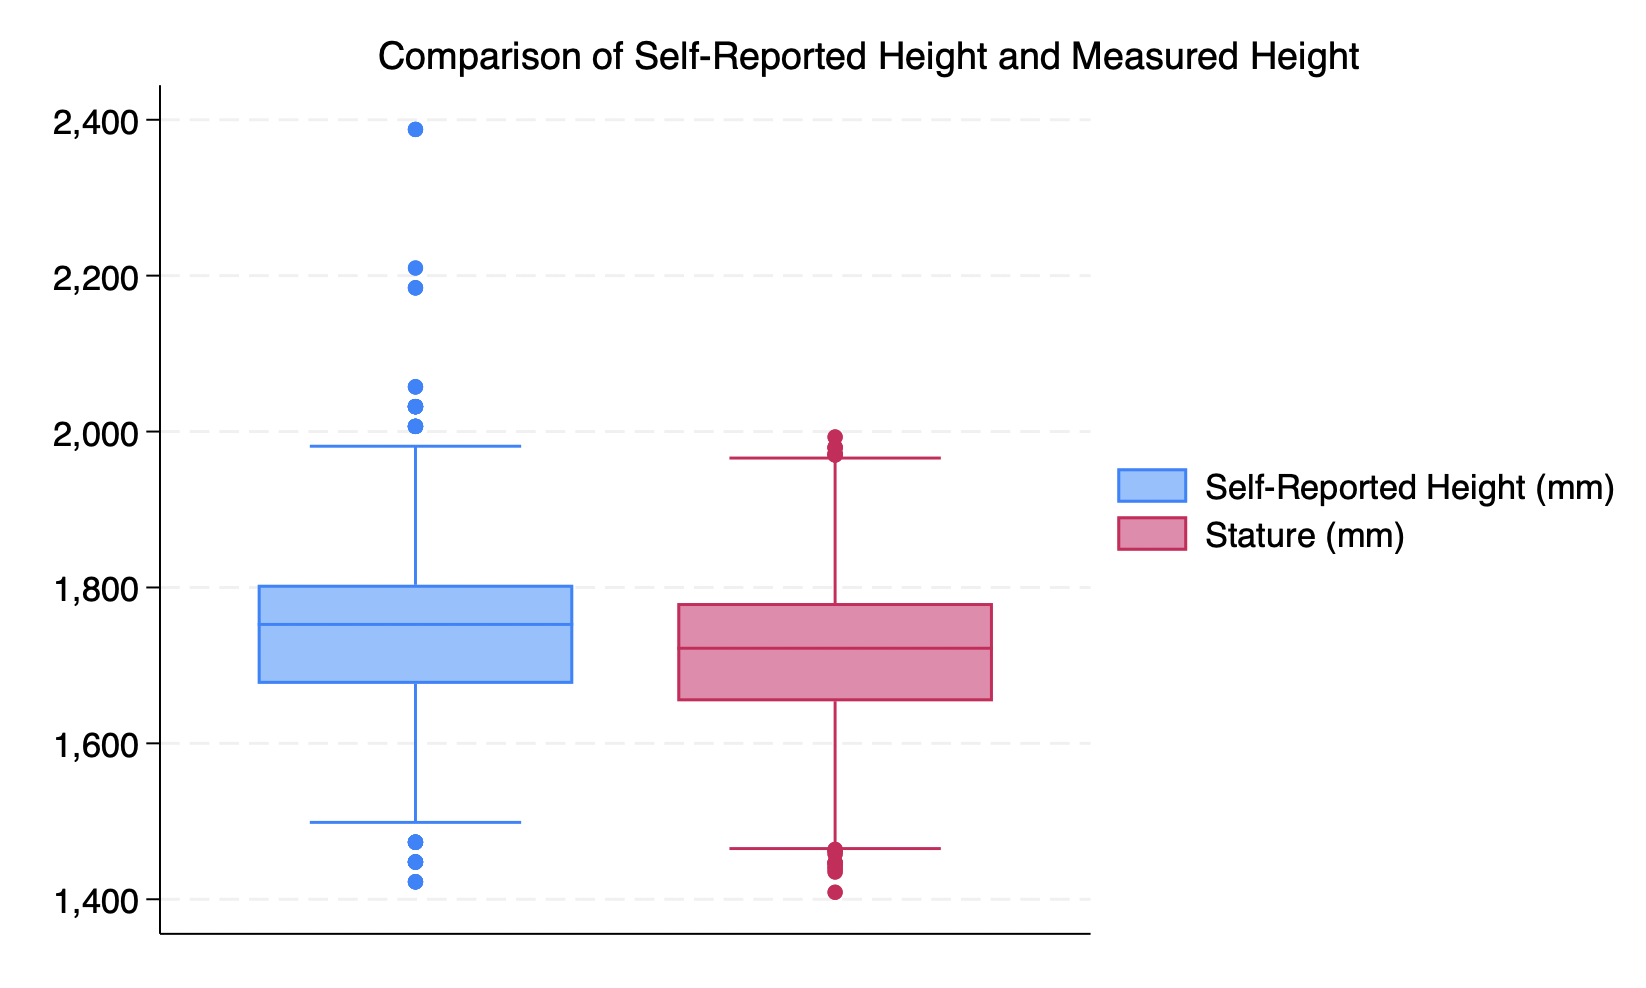 Comparison of Self-Reported Height and Measured Height
2,400
2,200
2,000
1,800
1,600
1,400
Self-Reported Height (mm)
Stature (mm)